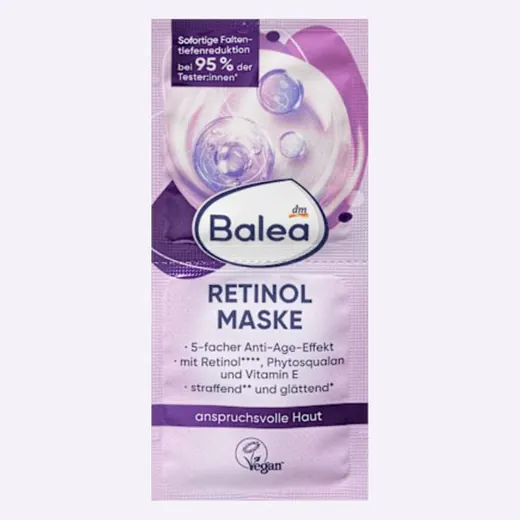 Sofortige Falten-
tiefenreduktion
bei 95% der
Tester:innen*
dm
Balea
RETINOL
MASKE
· 5-facher Anti-Age-Effekt
· mit Retinol****, Phytosqualan
und Vitamin E
· straffend** und glättend*
anspruchsvolle Haut
Vegan